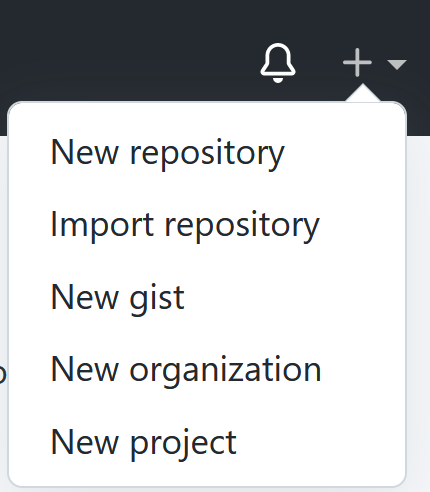 New repository
Import repository
New gist
New organization
New project